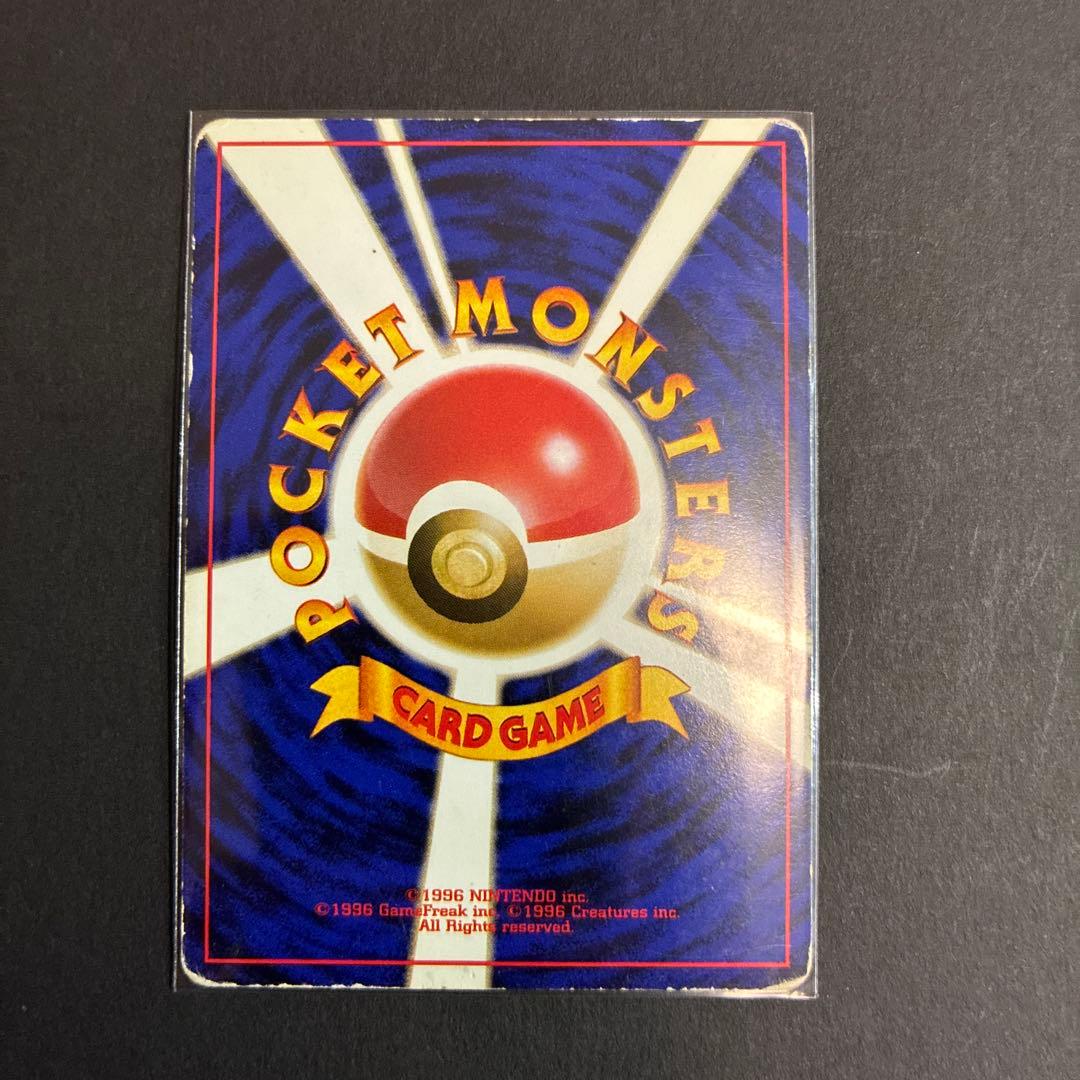 POCKET MONSTERS
CARD GAME
©1996 NINTENDO inc.
©1996 GameFreak inc. ©1996 Creatures inc.
All Rights reserved.